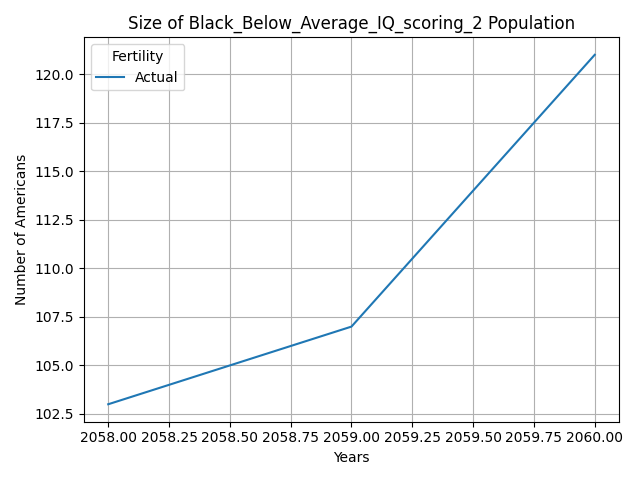 Size of Black_Below_Average_IQ_scoring_2 Population
Fertility
Actual
Number of Americans
120.0
117.5
115.0
112.5
110.0
107.5
105.0
102.5
2058.00 2058.25 2058.50 2058.75 2059.00 2059.25 2059.50 2059.75 2060.00
Years